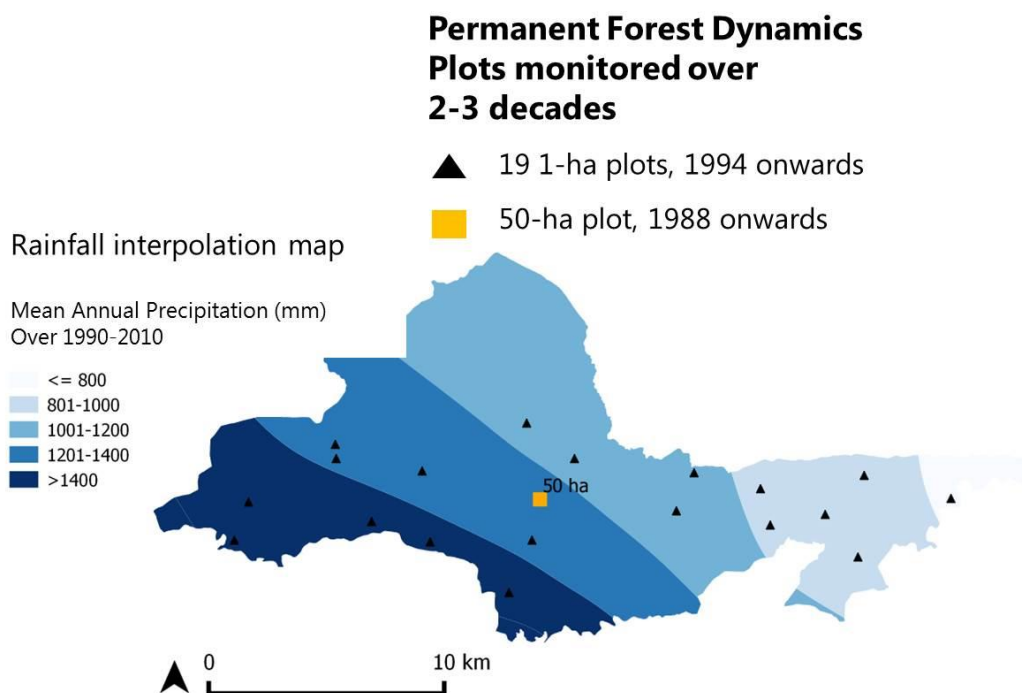 Permanent Forest Dynamics
Plots monitored over
2-3 decades
19 1-ha plots, 1994 onwards
50-ha plot, 1988 onwards
Rainfall interpolation map
Mean Annual Precipitation (mm)
Over 1990-2010
<= 800
801-1000
1001-1200
1201-1400
>1400
50 ha
0 10 km